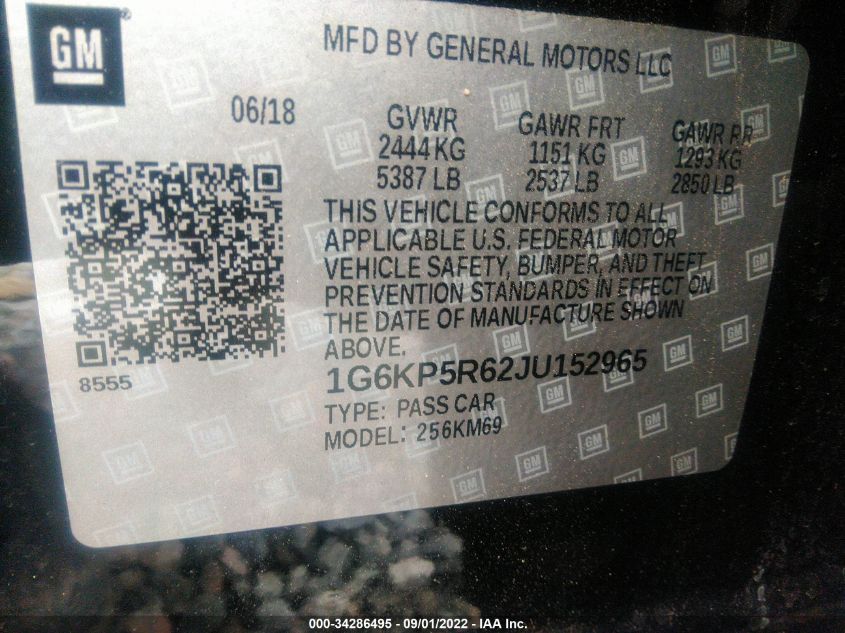 GM
MFD BY GENERAL MOTORS LLC
06/18
GVWR GAWR FRT GAWR RR
2444 KG 1151 KG 1293 KG
5387 LB 2537 LB 2850 LB
THIS VEHICLE CONFORMS TO ALL
APPLICABLE U.S. FEDERAL MOTOR
VEHICLE SAFETY, BUMPER, AND THEFT
PREVENTION STANDARDS IN EFFECT ON
THE DATE OF MANUFACTURE SHOWN
ABOVE.
8555
1G6KP5R62JU152965
TYPE: PASS CAR
MODEL: 256KM69
000-34286495 - 09/01/2022 - IAA Inc.